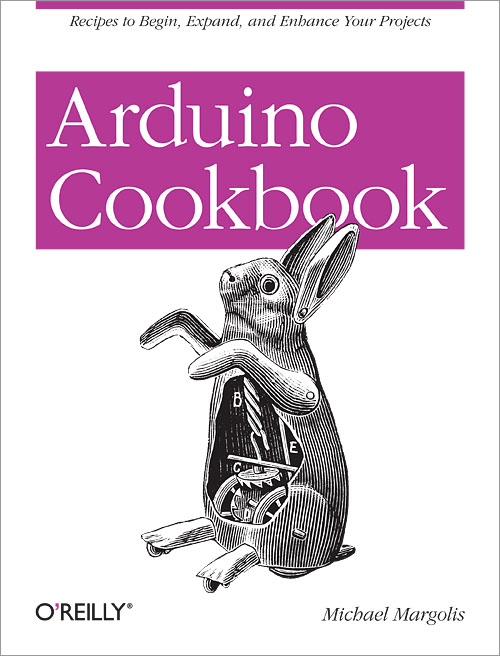 Recipes to Begin, Expand, and Enhance Your Projects
Arduino
Cookbook
B
E
C
D
O'REILLY®
Michael Margolis